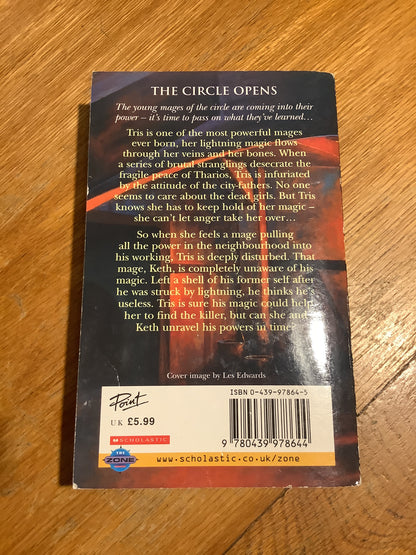 THE CIRCLE OPENS
The young mages of the circle are coming into their
power – it's time to pass on what they've learned…
Tris is one of the most powerful mages
ever born, her lightning magic flows
through her veins and her bones. When
a series of brutal stranglings desecrate the
fragile peace of Tharios, Tris is infuriated
by the attitude of the city-fathers. No one
seems to care about the dead girls. But Tris
knows she has to keep hold of her magic –
she can't let anger take her over…
So when she feels a mage pulling
all the power in the neighbourhood into
his working, Tris is deeply disturbed. That
mage, Keth, is completely unaware of his
magic. Left a shell of his former self after
he was struck by lightning, he thinks he's
useless. Tris is sure his magic could help
her to find the killer, but can she and
Keth unravel his powers in time?
Cover image by Les Edwards
Point
UK £5.99
SCHOLASTIC
ISBN 0-439-97864-5
9 780439 978644
THE
ZONE
www.scholastic.co.uk/zone